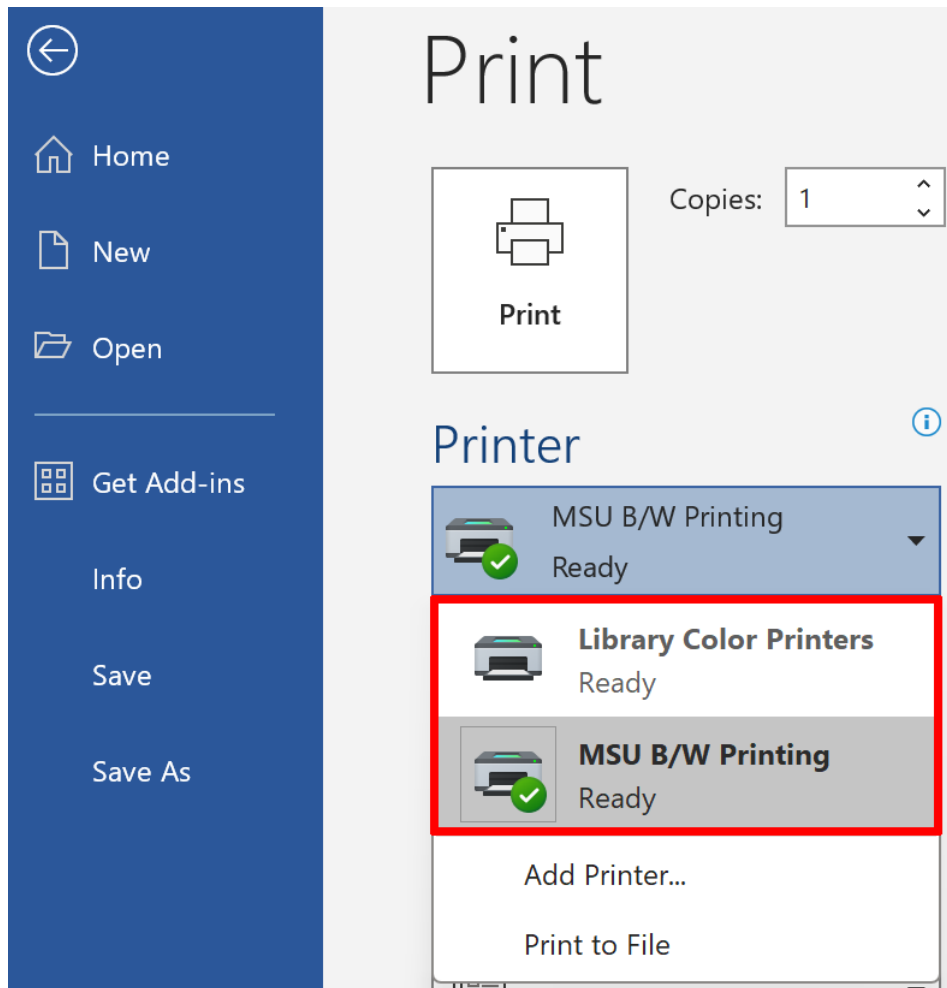 Print
Home
New
Open
Get Add-ins
Info
Save
Save As
Print
Copies: 1
Printer
MSU B/W Printing
Ready
Library Color Printers
Ready
MSU B/W Printing
Ready
Add Printer...
Print to File